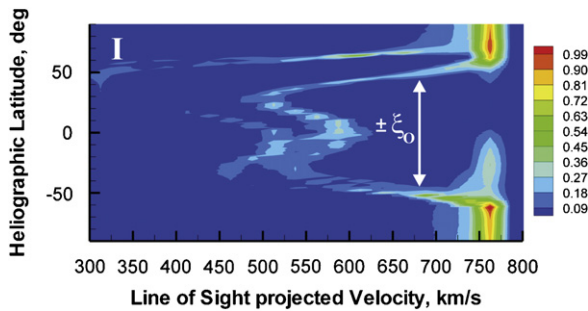 I
Heliographic Latitude, deg
50
0
-50
± ξo
300 350 400 450 500 550 600 650 700 750 800
Line of Sight projected Velocity, km/s
0.99
0.90
0.81
0.72
0.63
0.54
0.45
0.36
0.27
0.18
0.09